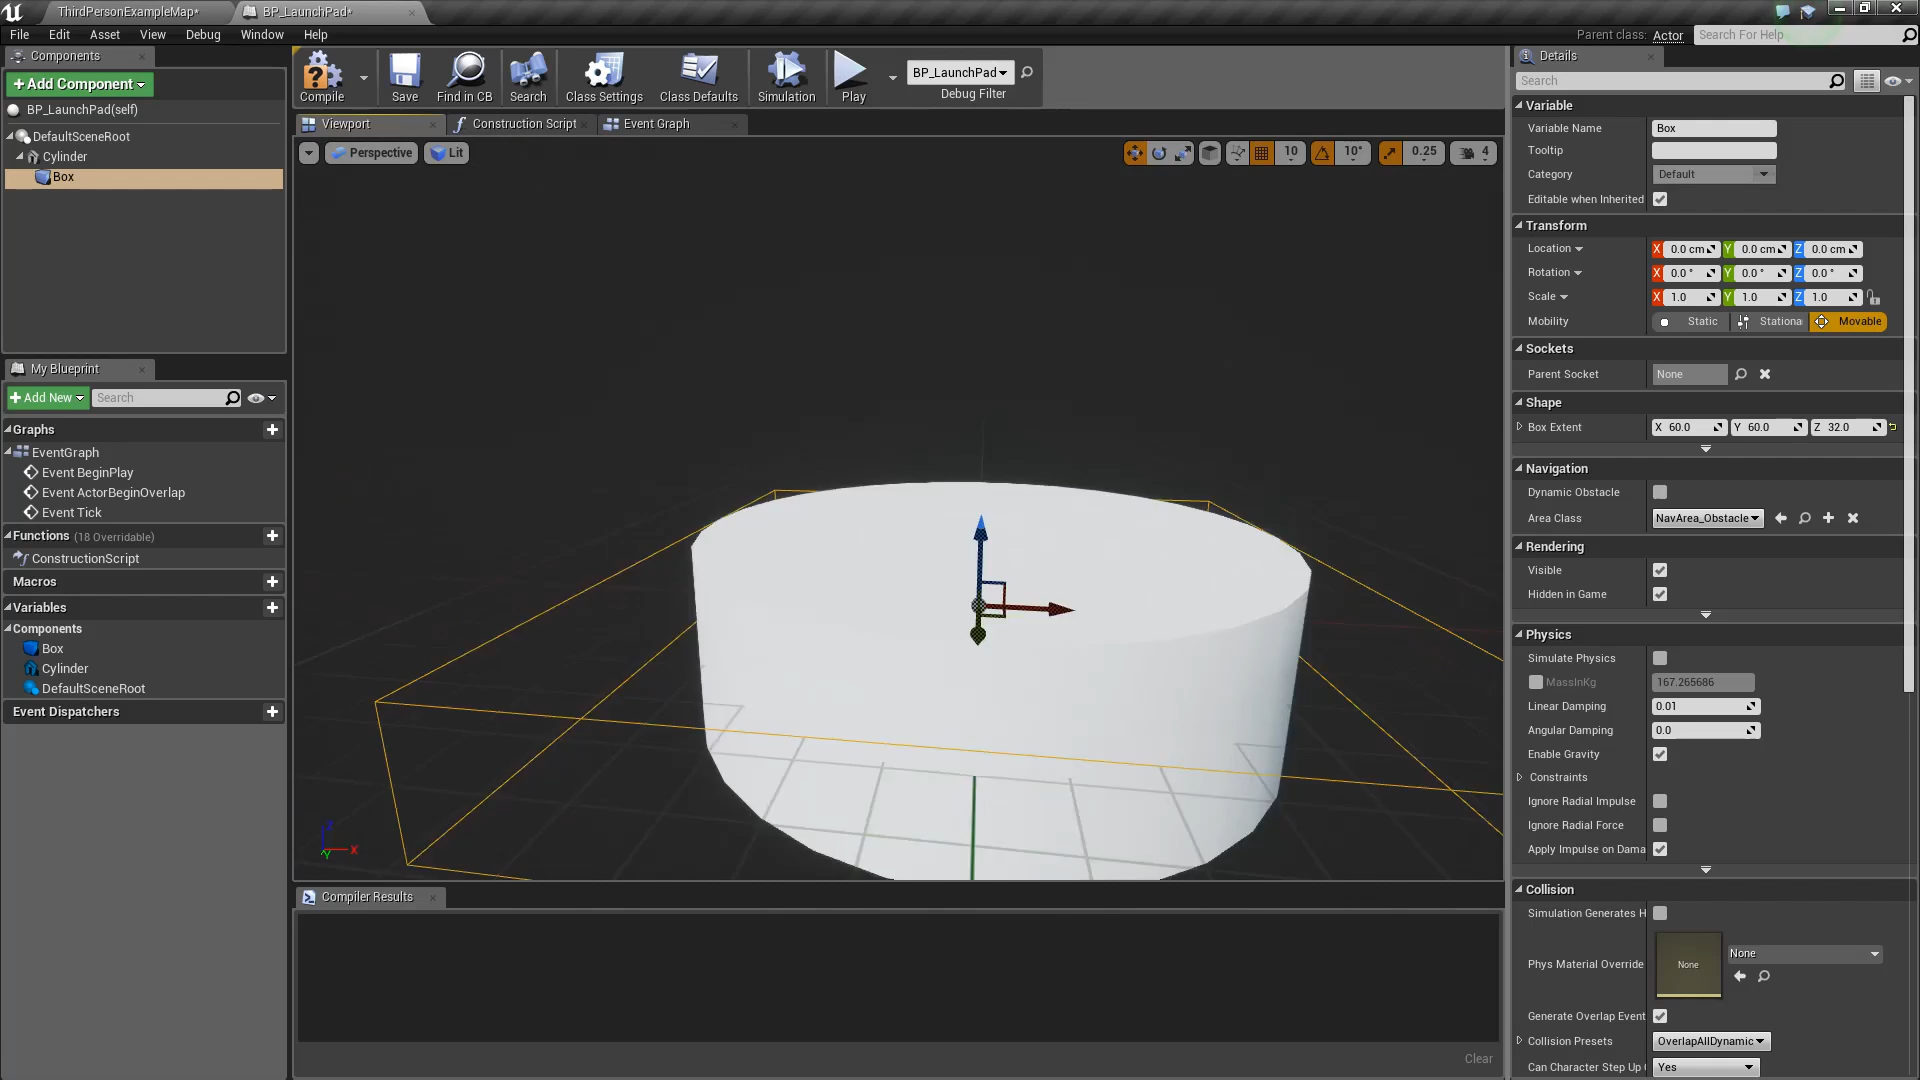 ThirdPersonExampleMap*
BP_LaunchPad*
File Edit Asset View Debug Window Help
Parent class: Actor
Search For Help
Components
+ Add Component
BP_LaunchPad(self)
DefaultSceneRoot
Cylinder
Box
My Blueprint
+ Add New
Search
Graphs
EventGraph
Event BeginPlay
Event ActorBeginOverlap
Event Tick
Functions (18 Overridable)
ConstructionScript
Macros
Variables
Components
Box
Cylinder
DefaultSceneRoot
Event Dispatchers
Compile
Save
Find in CB
Search
Class Settings
Class Defaults
Simulation
Play
BP_LaunchPad
Debug Filter
Viewport
Construction Script
Event Graph
Perspective
Lit
10
10°
0.25
4
Z
X
Y
Compiler Results
Clear
Details
Search
Variable
Variable Name Box
Tooltip
Category Default
Editable when Inherited
Transform
Location X 0.0 cm Y 0.0 cm Z 0.0 cm
Rotation X 0.0 ° Y 0.0 ° Z 0.0 °
Scale X 1.0 Y 1.0 Z 1.0
Mobility Static Stationa Movable
Sockets
Parent Socket None
Shape
Box Extent X 60.0 Y 60.0 Z 32.0
Navigation
Dynamic Obstacle
Area Class NavArea_Obstacle
Rendering
Visible
Hidden in Game
Physics
Simulate Physics
MassInKg 167.265686
Linear Damping 0.01
Angular Damping 0.0
Enable Gravity
Constraints
Ignore Radial Impulse
Ignore Radial Force
Apply Impulse on Dama
Collision
Simulation Generates H
Phys Material Override None None
Generate Overlap Event
Collision Presets OverlapAllDynamic
Can Character Step Up Yes